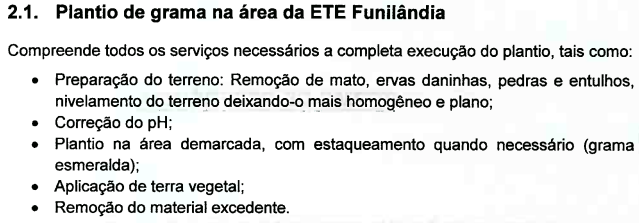 2.1. Plantio de grama na área da ETE Funilândia
Compreende todos os serviços necessários a completa execução do plantio, tais como:
• Preparação do terreno: Remoção de mato, ervas daninhas, pedras e entulhos,
nivelamento do terreno deixando-o mais homogêneo e plano;
• Correção do pH;
• Plantio na área demarcada, com estaqueamento quando necessário (grama
esmeralda);
• Aplicação de terra vegetal;
• Remoção do material excedente.